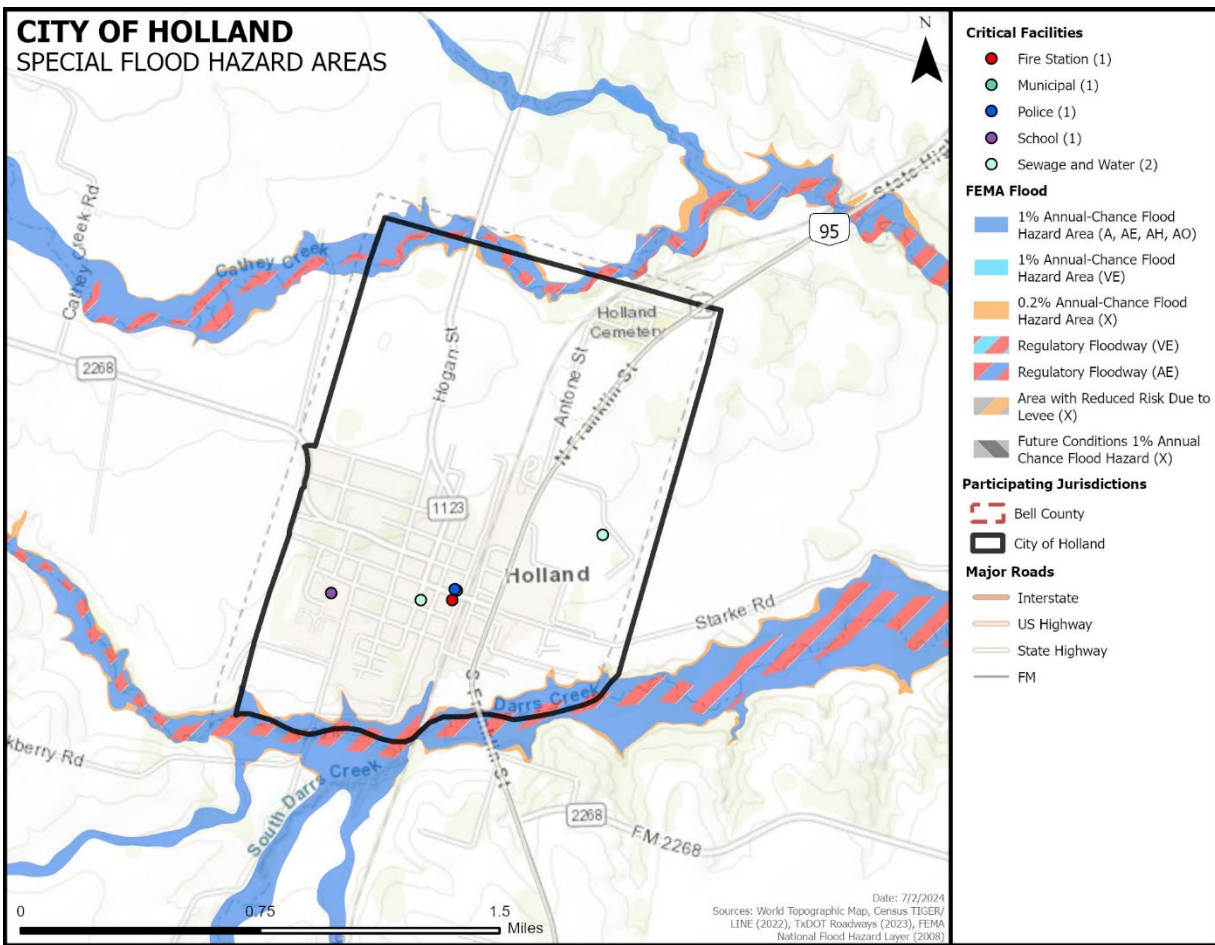 CITY OF HOLLAND
SPECIAL FLOOD HAZARD AREAS
N
State High
95
Cathey Creek Rd
Cathey Creek
Holland
Cemetery
2268
Hogan St
Antone St
N Franklin St
1123
Holland
Starke Rd
Darrs Creek
S Franklin St
kberry Rd
South Darrs Creek
2268
FM 2268
0
0.75
1.5
Miles
Date: 7/2/2024
Sources: World Topographic Map, Census TIGER/
LINE (2022), TxDOT Roadways (2023), FEMA
National Flood Hazard Layer (2008)
Critical Facilities
Fire Station (1)
Municipal (1)
Police (1)
School (1)
Sewage and Water (2)
FEMA Flood
1% Annual-Chance Flood
Hazard Area (A, AE, AH, AO)
1% Annual-Chance Flood
Hazard Area (VE)
0.2% Annual-Chance Flood
Hazard Area (X)
Regulatory Floodway (VE)
Regulatory Floodway (AE)
Area with Reduced Risk Due to
Levee (X)
Future Conditions 1% Annual
Chance Flood Hazard (X)
Participating Jurisdictions
Bell County
City of Holland
Major Roads
Interstate
US Highway
State Highway
FM